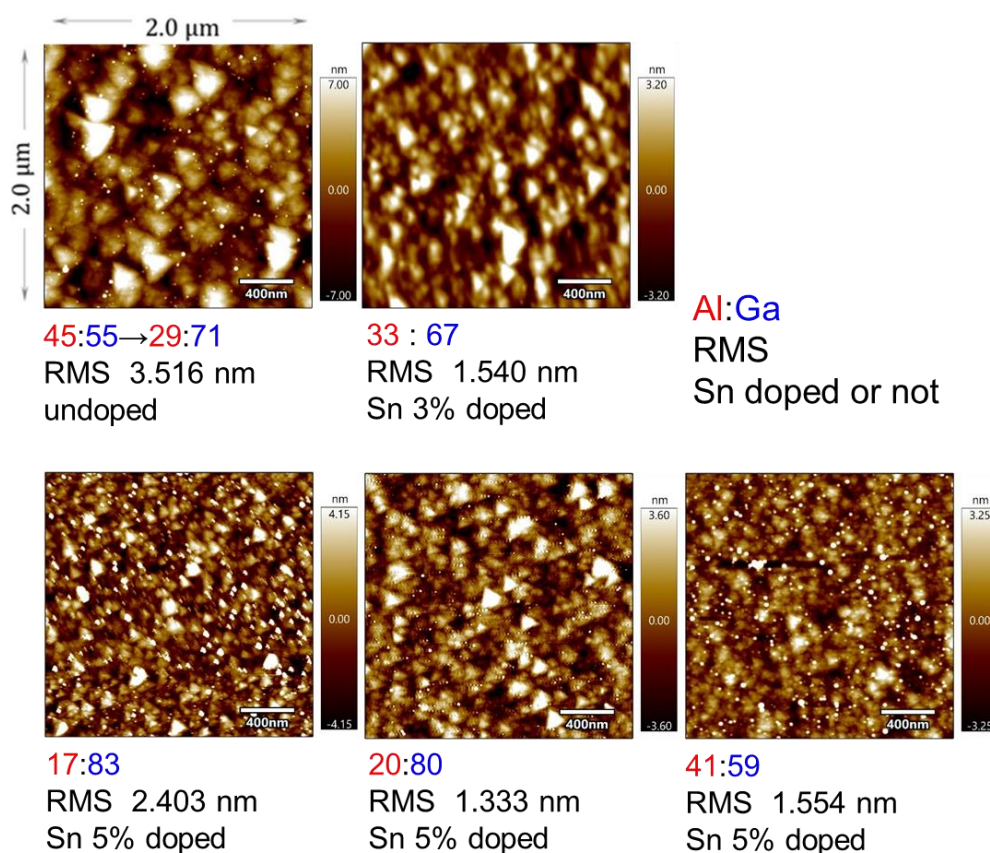 2.0 μm
2.0 μm
nm
7.00
0.00
-7.00
400nm
nm
3.20
0.00
-3.20
400nm
45:55→29:71
RMS 3.516 nm
undoped
33 : 67
RMS 1.540 nm
Sn 3% doped
Al:Ga
RMS
Sn doped or not
nm
4.15
0.00
-4.15
400nm
nm
3.60
0.00
-3.60
400nm
nm
3.25
0.00
-3.25
400nm
17:83
RMS 2.403 nm
Sn 5% doped
20:80
RMS 1.333 nm
Sn 5% doped
41:59
RMS 1.554 nm
Sn 5% doped